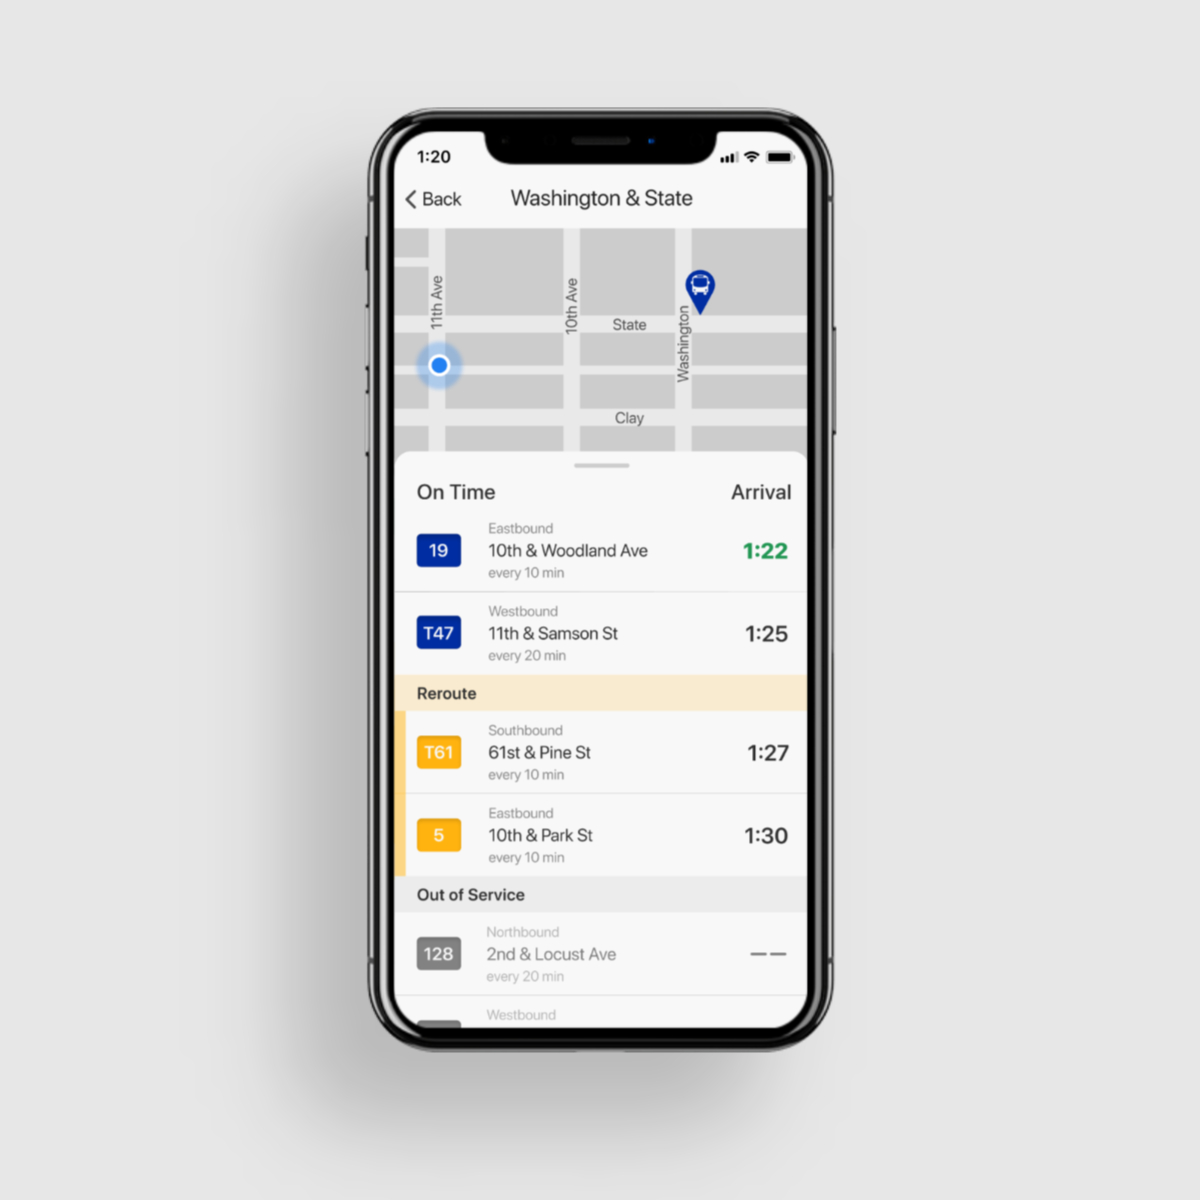 1:20
Back
Washington & State
11th Ave
10th Ave
State
Washington
Clay
On Time
Arrival
Eastbound
19
10th & Woodland Ave
1:22
every 10 min
Westbound
T47
11th & Samson St
1:25
every 20 min
Reroute
Southbound
T61
61st & Pine St
1:27
every 10 min
Eastbound
5
10th & Park St
1:30
every 10 min
Out of Service
Northbound
128
2nd & Locust Ave
— —
every 20 min
Westbound